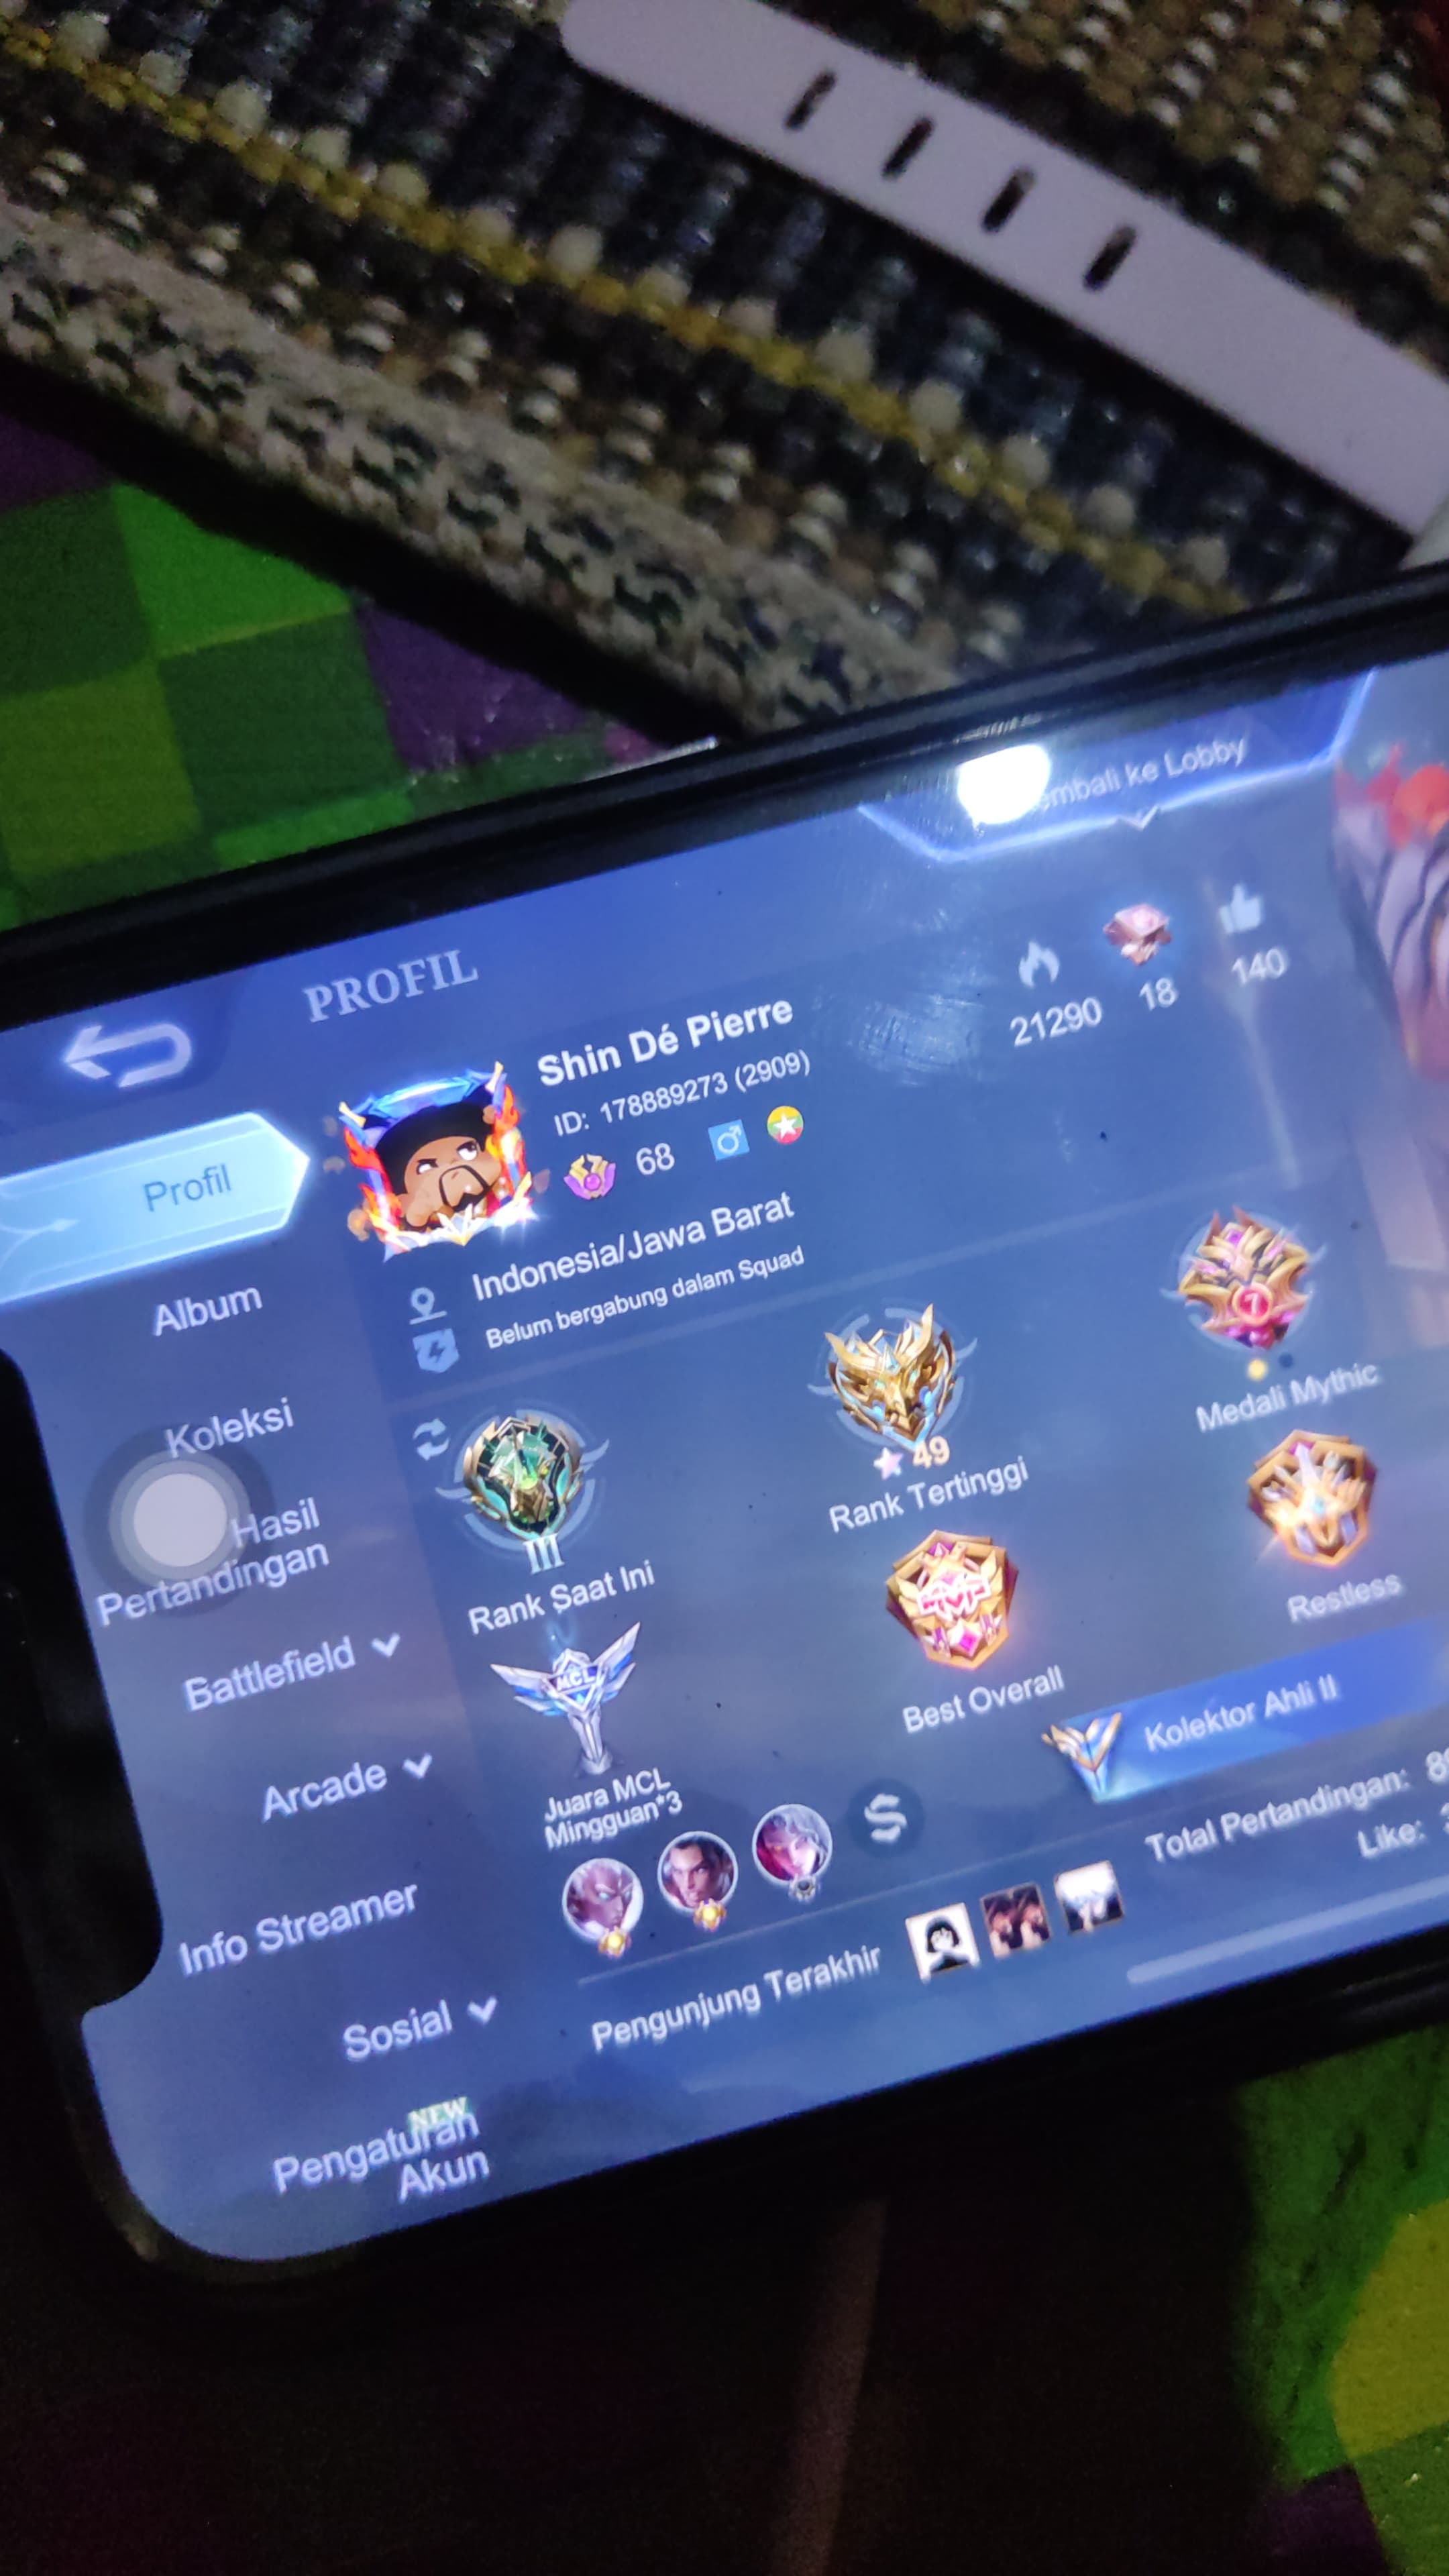 embali ke Lobby
PROFIL
Shin Dé Pierre
21290
18
140
ID: 178889273 (2909)
68
Indonesia/Jawa Barat
Belum bergabung dalam Squad
Profil
Album
Koleksi
Hasil
Pertandingan
Battlefield
Arcade
Info Streamer
Sosial
NEW
Pengaturan
Akun
III
Rank Saat Ini
49
Rank Tertinggi
7
Medali Mythic
MCL
Juara MCL
Mingguan*3
Best Overall
Restless
Kolektor Ahli II
Total Pertandingan:
Like:
Pengunjung Terakhir